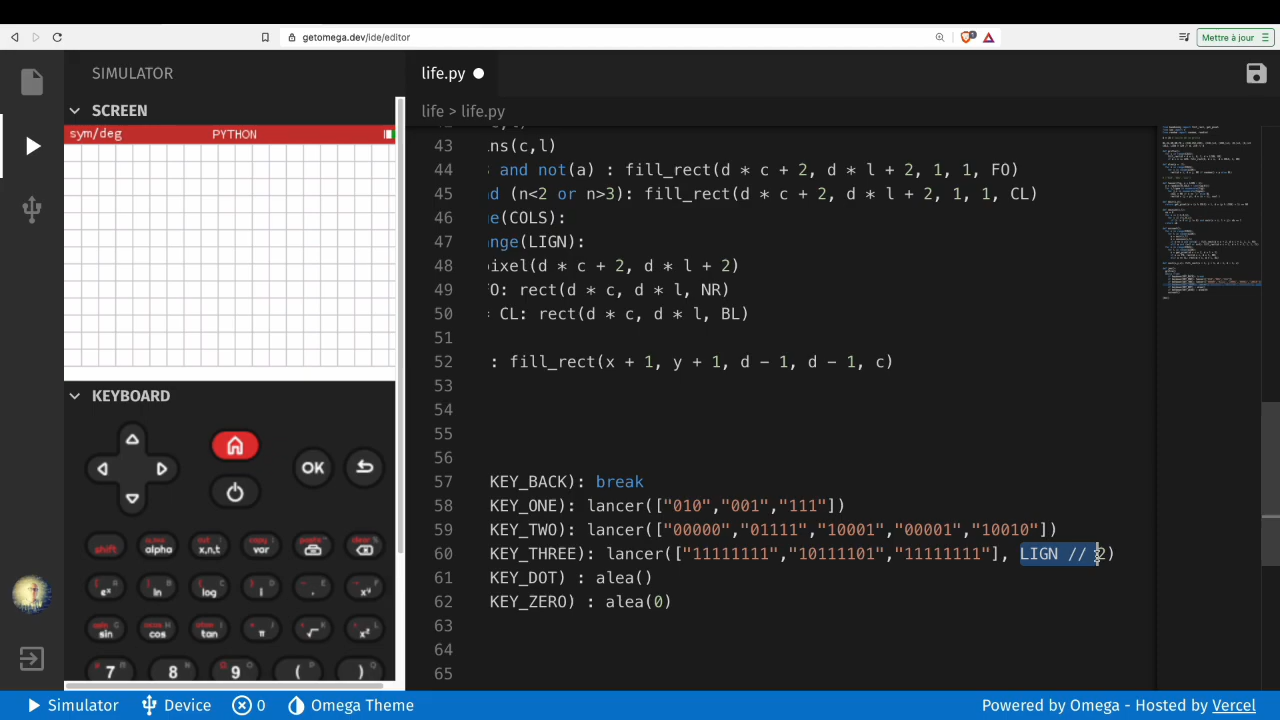 getomega.dev/ide/editor
Mettre à jour
SIMULATOR
life.py
SCREEN
life > life.py
sym/deg PYTHON
43 ns(c,l)
44 and not(a) : fill_rect(d * c + 2, d * l + 2, 1, 1, FO)
45 d (n<2 or n>3): fill_rect(d * c + 2, d * l + 2, 1, 1, CL)
46 e(COLS):
47 nge(LIGN):
48 ixel(d * c + 2, d * l + 2)
49 O: rect(d * c, d * l, NR)
50 CL: rect(d * c, d * l, BL)
51
52 : fill_rect(x + 1, y + 1, d - 1, d - 1, c)
53
54
55
56
57 KEY_BACK): break
58 KEY_ONE): lancer(["010","001","111"])
59 KEY_TWO): lancer(["00000","01111","10001","00001","10010"])
60 KEY_THREE): lancer(["11111111","10111101","11111111"], LIGN // 2)
61 KEY_DOT) : alea()
62 KEY_ZERO) : alea(0)
63
64
65
KEYBOARD
OK
shift alpha x,n,t var
ln log i ,
sin cos tan π
7 8 9 ( )
Simulator Device 0 Omega Theme
Powered by Omega - Hosted by Vercel